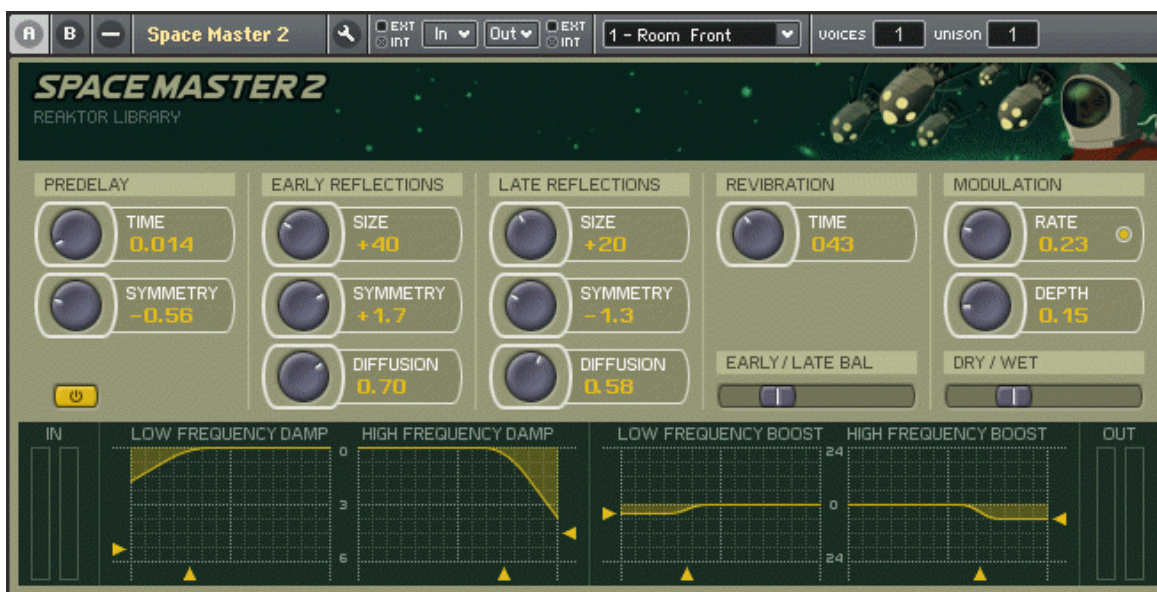 A B Space Master 2 EXT INT In Out EXT INT 1 - Room Front VOICES 1 UNISON 1
SPACE MASTER 2
REAKTOR LIBRARY
PREDELAY
TIME
0.014
SYMMETRY
-0.56
EARLY REFLECTIONS
SIZE
+40
SYMMETRY
+1.7
DIFFUSION
0.70
LATE REFLECTIONS
SIZE
+20
SYMMETRY
-1.3
DIFFUSION
0.58
REVIBRATION
TIME
043
EARLY / LATE BAL
MODULATION
RATE
0.23
DEPTH
0.15
DRY / WET
IN LOW FREQUENCY DAMP HIGH FREQUENCY DAMP LOW FREQUENCY BOOST HIGH FREQUENCY BOOST OUT
0 24
3 0
6 24